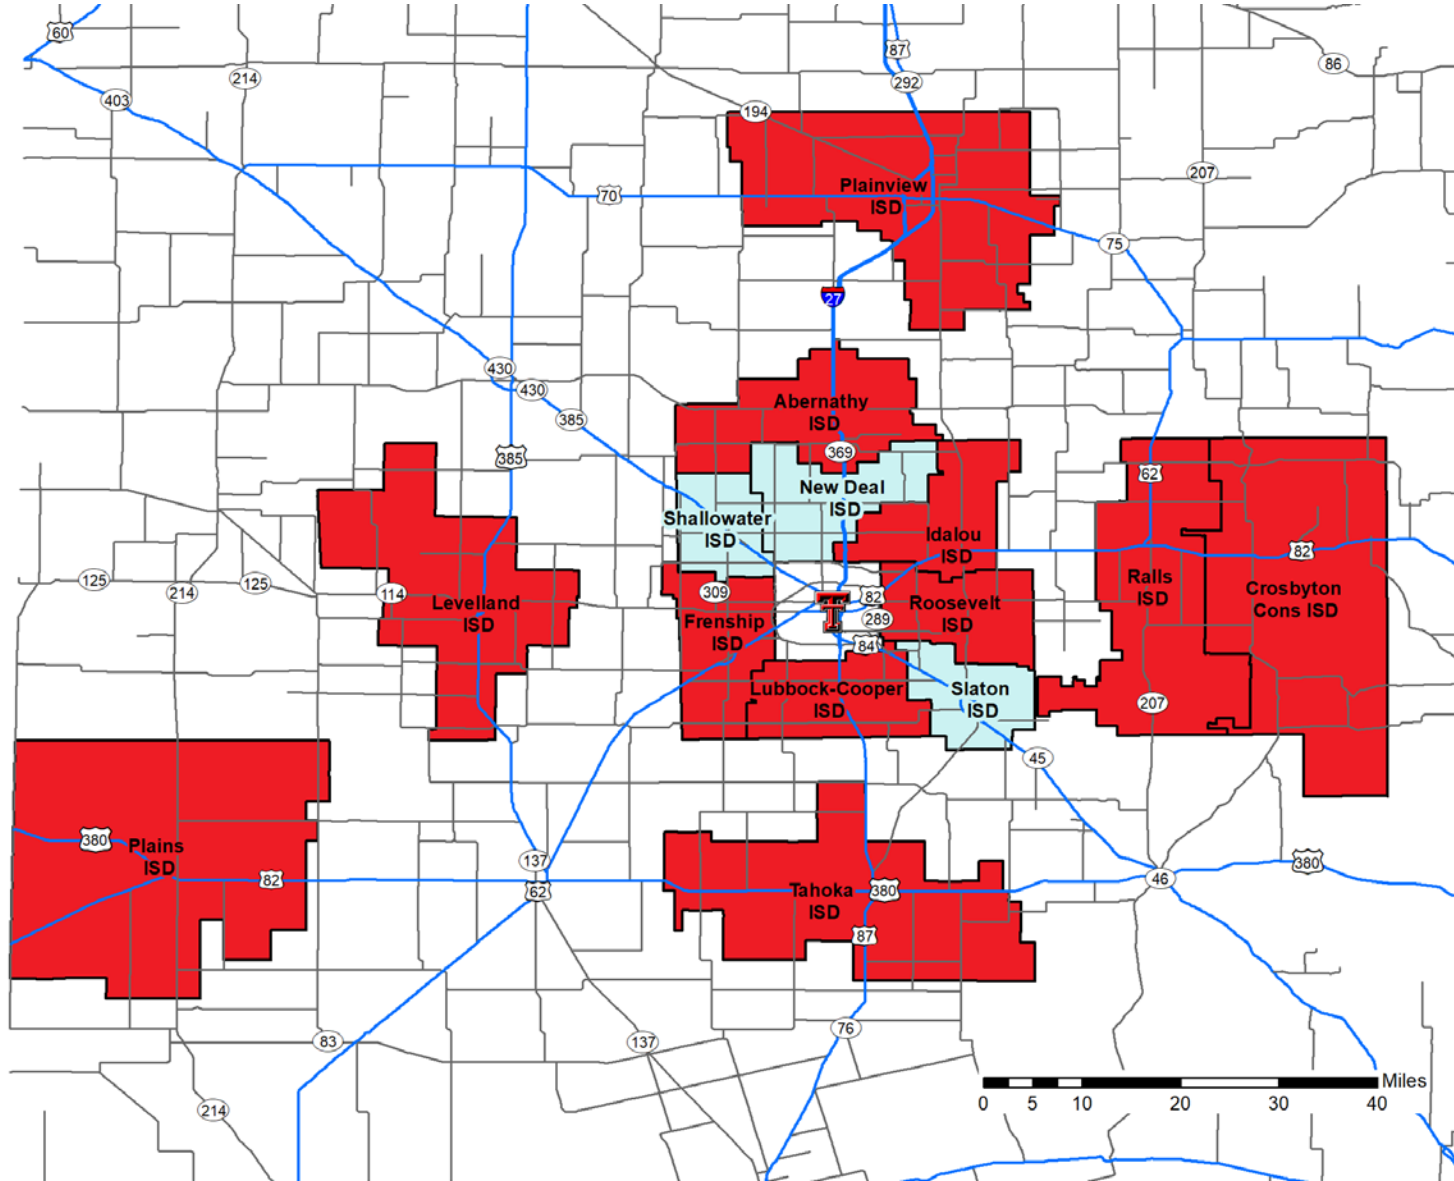 60
87
292
86
214
403
194
207
Plainview
ISD
70
75
27
430
430
385
385
Abernathy
ISD
369
62
New Deal
ISD
Shallowater
ISD
Idalou
ISD
82
125
214
125
114
309
82
289
84
Levelland
ISD
Frenship
ISD
Roosevelt
ISD
Ralls
ISD
Crosbyton
Cons ISD
Lubbock-Cooper
ISD
Slaton
ISD
207
45
380
Plains
ISD
82
137
62
Tahoka
ISD
380
46
380
87
76
83
137
214
Miles
0 5 10 20 30 40